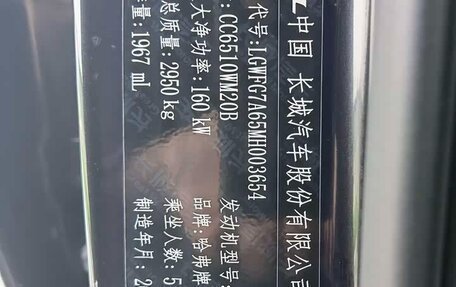 中国 长城汽车股份有限公司
代号: LGWFG7A65MH003654
CC6510WM20B 发动机型号:
大净功率: 160 kW 品牌: 哈弗牌
总质量: 2950 kg 乘坐人数: 5
量: 1967 mL 制造年月: 2